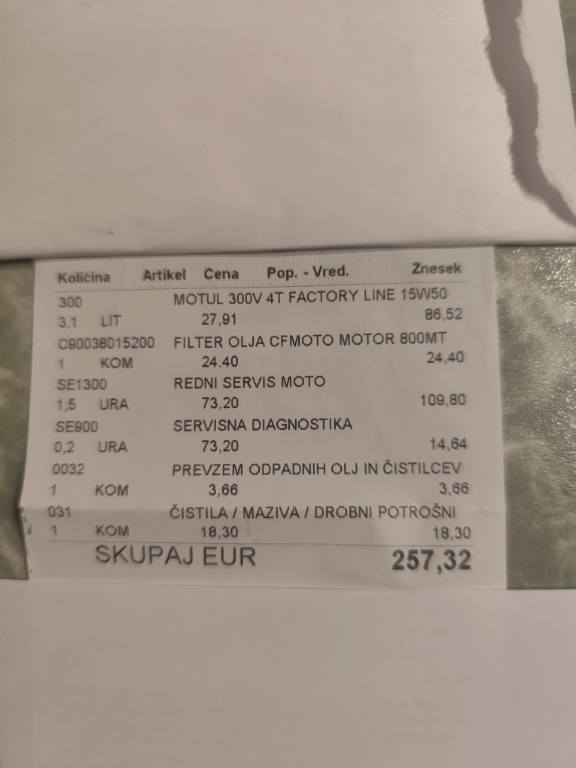 Količina Artikel Cena Pop. - Vred. Znesek
300 MOTUL 300V 4T FACTORY LINE 15W50
3,1 LIT 27,91 86,52
C90038015200 FILTER OLJA CFMOTO MOTOR 800MT
1 KOM 24,40 24,40
SE1300 REDNI SERVIS MOTO
1,5 URA 73,20 109,80
SE900 SERVISNA DIAGNOSTIKA
0,2 URA 73,20 14,64
0032 PREVZEM ODPADNIH OLJ IN ČISTILCEV
1 KOM 3,66 3,66
031 ČISTILA / MAZIVA / DROBNI POTROŠNI
1 KOM 18,30 18,30
SKUPAJ EUR 257,32